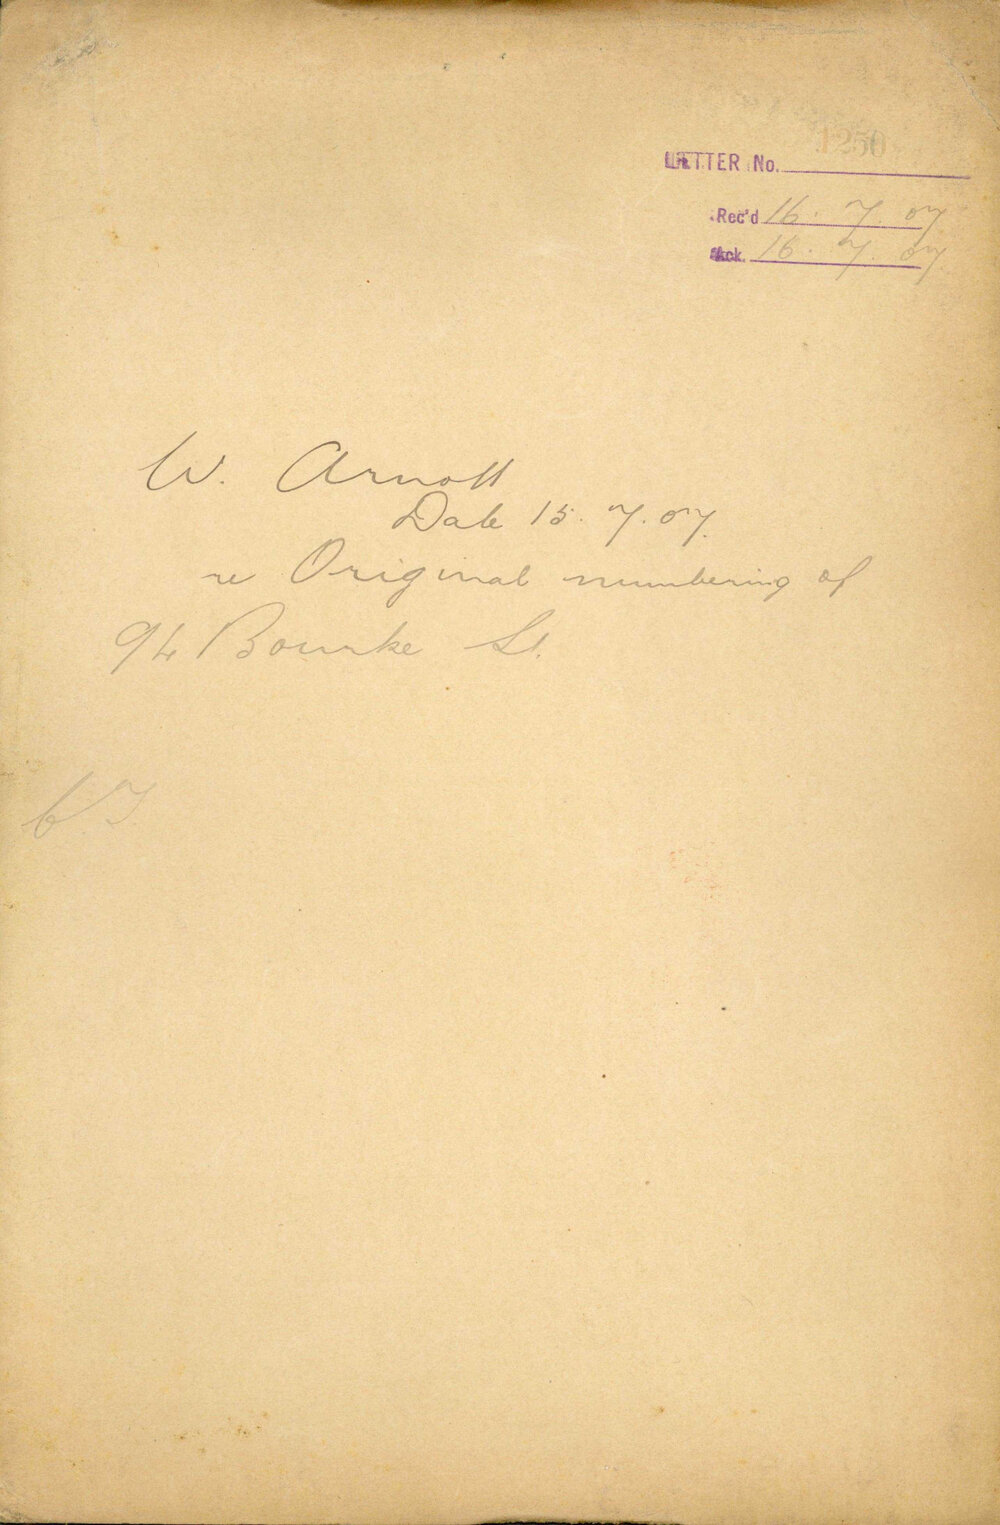 1250
LETTER No.
Rec'd 16. 7. 07
Ack. 16. 7. 07.
W. Arnott
Date 15. 7. 07.
re Original numbering of
94 Bourke St.